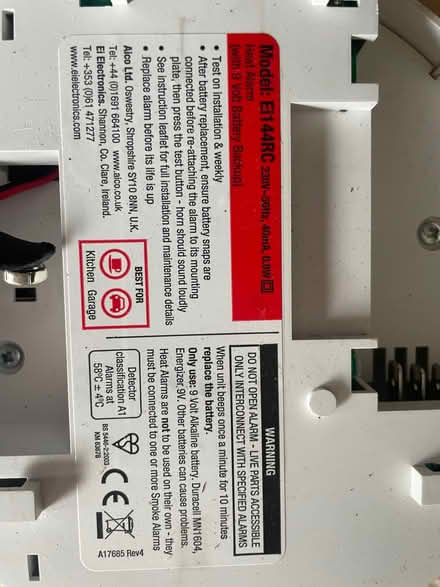 Model: Ei144RC 230V~50Hz, 40mA, 0.8W
Heat Alarm
(with 9 Volt Battery Backup)
• Test on installation & weekly
• After battery replacement, ensure battery snaps are
connected before re-attaching the alarm to its mounting
plate, then press the test button - horn should sound loudly
• See instruction leaflet for full installation and maintenance details
• Replace alarm before its life is up
Aico Ltd. Oswestry, Shropshire SY10 8NN, U.K.
Tel: +44 (0)1691 664100 www.aico.co.uk
Ei Electronics. Shannon, Co. Clare, Ireland.
Tel: +353 (0)61 471277
www.eielectronics.com
BEST FOR
Kitchen Garage
WARNING
DO NOT OPEN ALARM - LIVE PARTS ACCESSIBLE
ONLY INTERCONNECT WITH SPECIFIED ALARMS
When unit beeps once a minute for 10 minutes
replace the battery.
Only use: 9 Volt Alkaline battery. Duracell MN1604,
Energizer 9V. Other batteries can cause problems.
Heat Alarms are not to be used on their own - they
must be connected to one or more Smoke Alarms
Detector
classification A1
Alarms at
58°C ± 4°C
BS 5446-2:2003
KM 83078
CE
A17685 Rev4